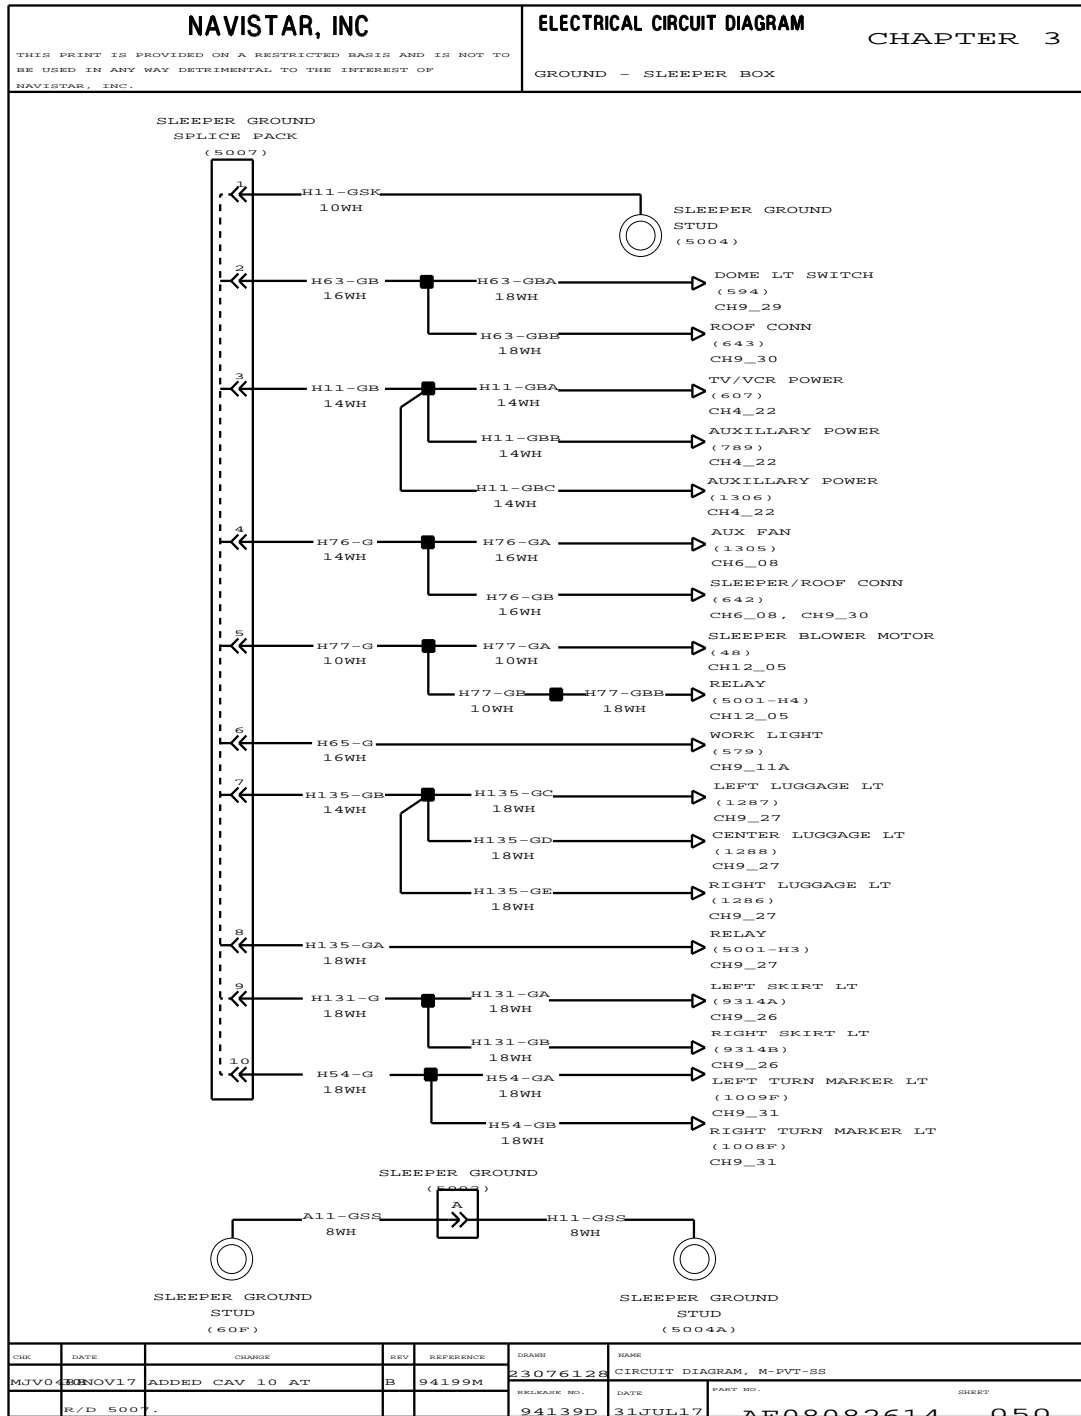 NAVISTAR, INC
THIS PRINT IS PROVIDED ON A RESTRICTED BASIS AND IS NOT TO
BE USED IN ANY WAY DETRIMENTAL TO THE INTEREST OF
NAVISTAR, INC.
ELECTRICAL CIRCUIT DIAGRAM
CHAPTER 3
GROUND - SLEEPER BOX
SLEEPER GROUND
SPLICE PACK
(5007)
1
H11-GSK
10WH
SLEEPER GROUND
STUD
(5004)
2
H63-GB
16WH
H63-GBA
18WH
DOME LT SWITCH
(594)
CH9_29
H63-GBB
18WH
ROOF CONN
(643)
CH9_30
3
H11-GB
14WH
H11-GBA
14WH
TV/VCR POWER
(607)
CH4_22
H11-GBB
14WH
AUXILLARY POWER
(789)
CH4_22
H11-GBC
14WH
AUXILLARY POWER
(1306)
CH4_22
4
H76-G
14WH
H76-GA
16WH
AUX FAN
(1305)
CH6_08
H76-GB
16WH
SLEEPER/ROOF CONN
(642)
CH6_08, CH9_30
5
H77-G
10WH
H77-GA
10WH
SLEEPER BLOWER MOTOR
(48)
CH12_05
H77-GB
10WH
H77-GBB
18WH
RELAY
(5001-H4)
CH12_05
6
H65-G
16WH
WORK LIGHT
(579)
CH9_11A
7
H135-GB
14WH
H135-GC
18WH
LEFT LUGGAGE LT
(1287)
CH9_27
H135-GD
18WH
CENTER LUGGAGE LT
(1288)
CH9_27
H135-GE
18WH
RIGHT LUGGAGE LT
(1286)
CH9_27
8
H135-GA
18WH
RELAY
(5001-H3)
CH9_27
9
H131-G
18WH
H131-GA
18WH
LEFT SKIRT LT
(9314A)
CH9_26
H131-GB
18WH
RIGHT SKIRT LT
(9314B)
CH9_26
10
H54-G
18WH
H54-GA
18WH
LEFT TURN MARKER LT
(1009F)
CH9_31
H54-GB
18WH
RIGHT TURN MARKER LT
(1008F)
CH9_31
SLEEPER GROUND
(5003)
A
A11-GSS
8WH
H11-GSS
8WH
SLEEPER GROUND
STUD
(60F)
SLEEPER GROUND
STUD
(5004A)
CHK DATE CHANGE REV REFERENCE DRAWN NAME
23076128 CIRCUIT DIAGRAM, M-PVT-SS
ADDED CAV 10 AT B 94199M
RELEASE NO. DATE PART NO. SHEET
R/D 5007.
94139D 31JUL17 AF08082614 050